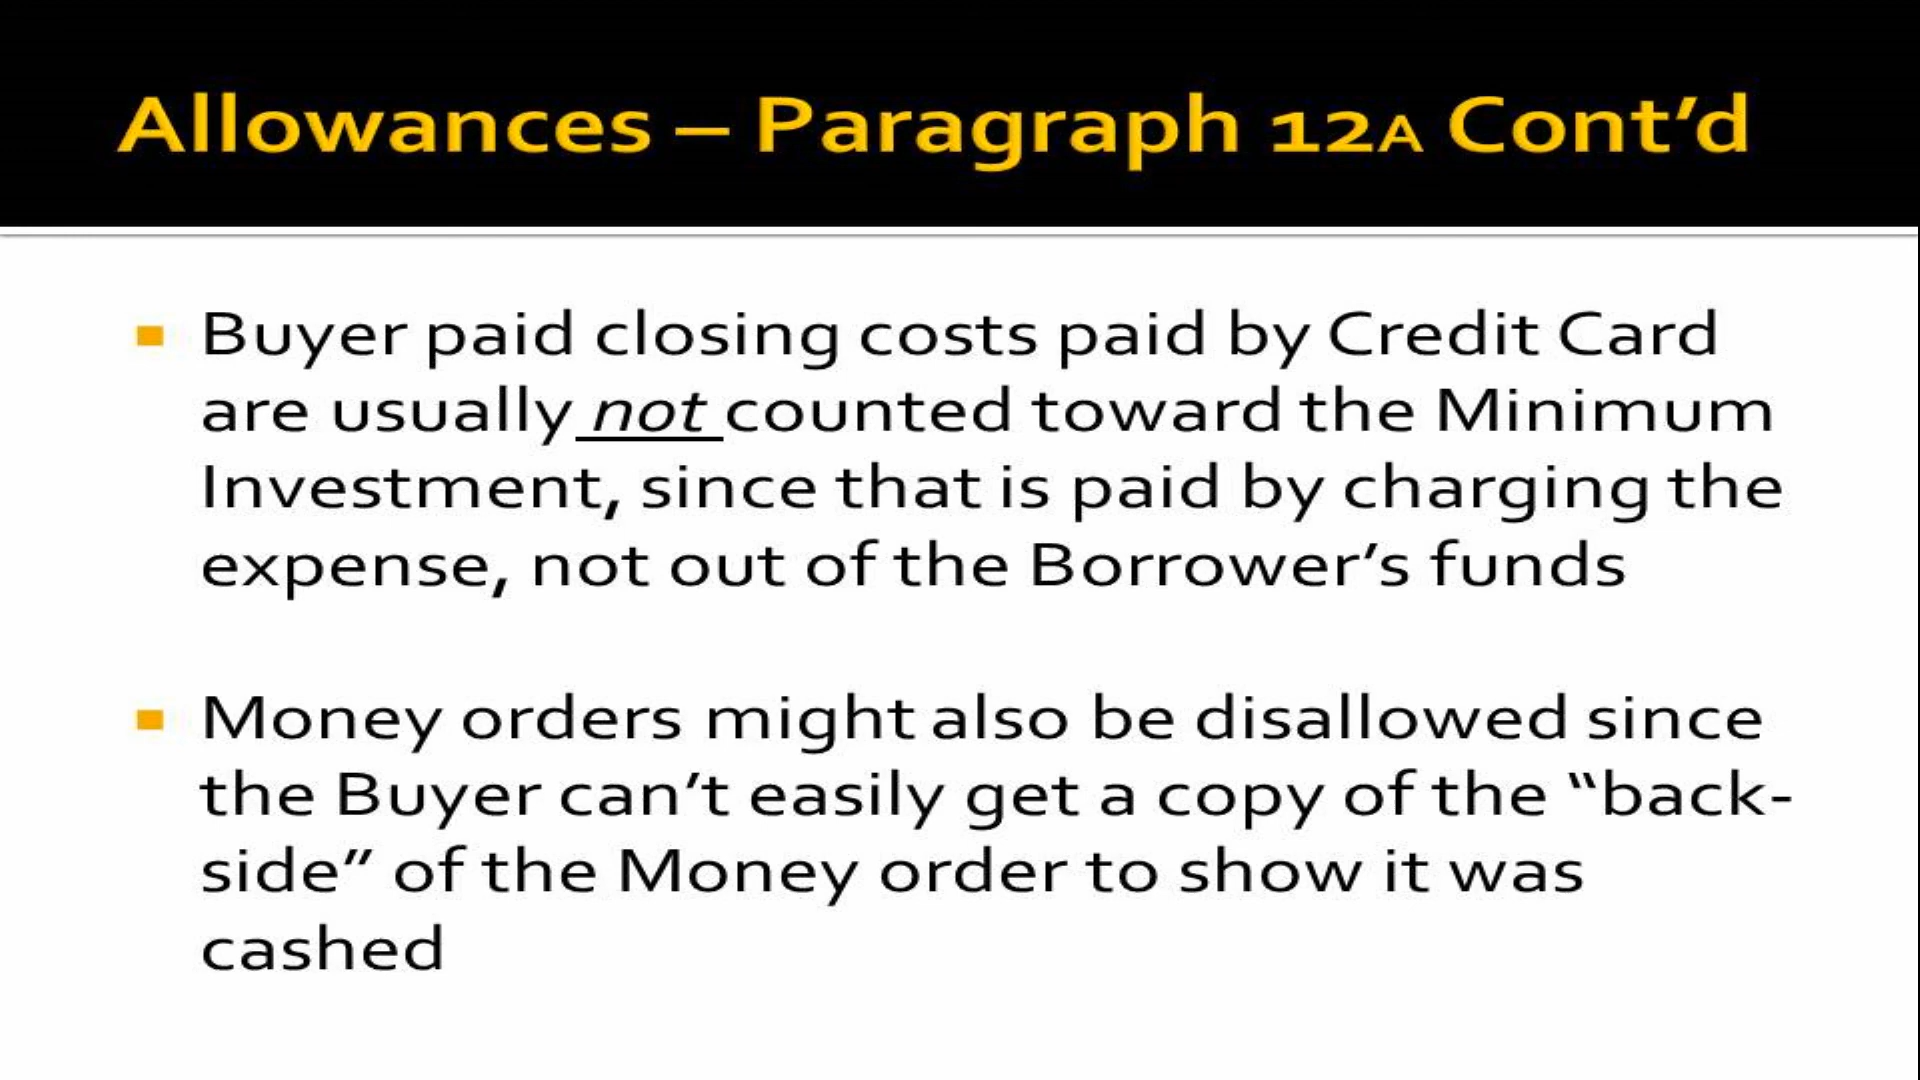 Allowances – Paragraph 12A Cont’d
Buyer paid closing costs paid by Credit Card
are usually not counted toward the Minimum
Investment, since that is paid by charging the
expense, not out of the Borrower’s funds
Money orders might also be disallowed since
the Buyer can’t easily get a copy of the “back-
side” of the Money order to show it was
cashed